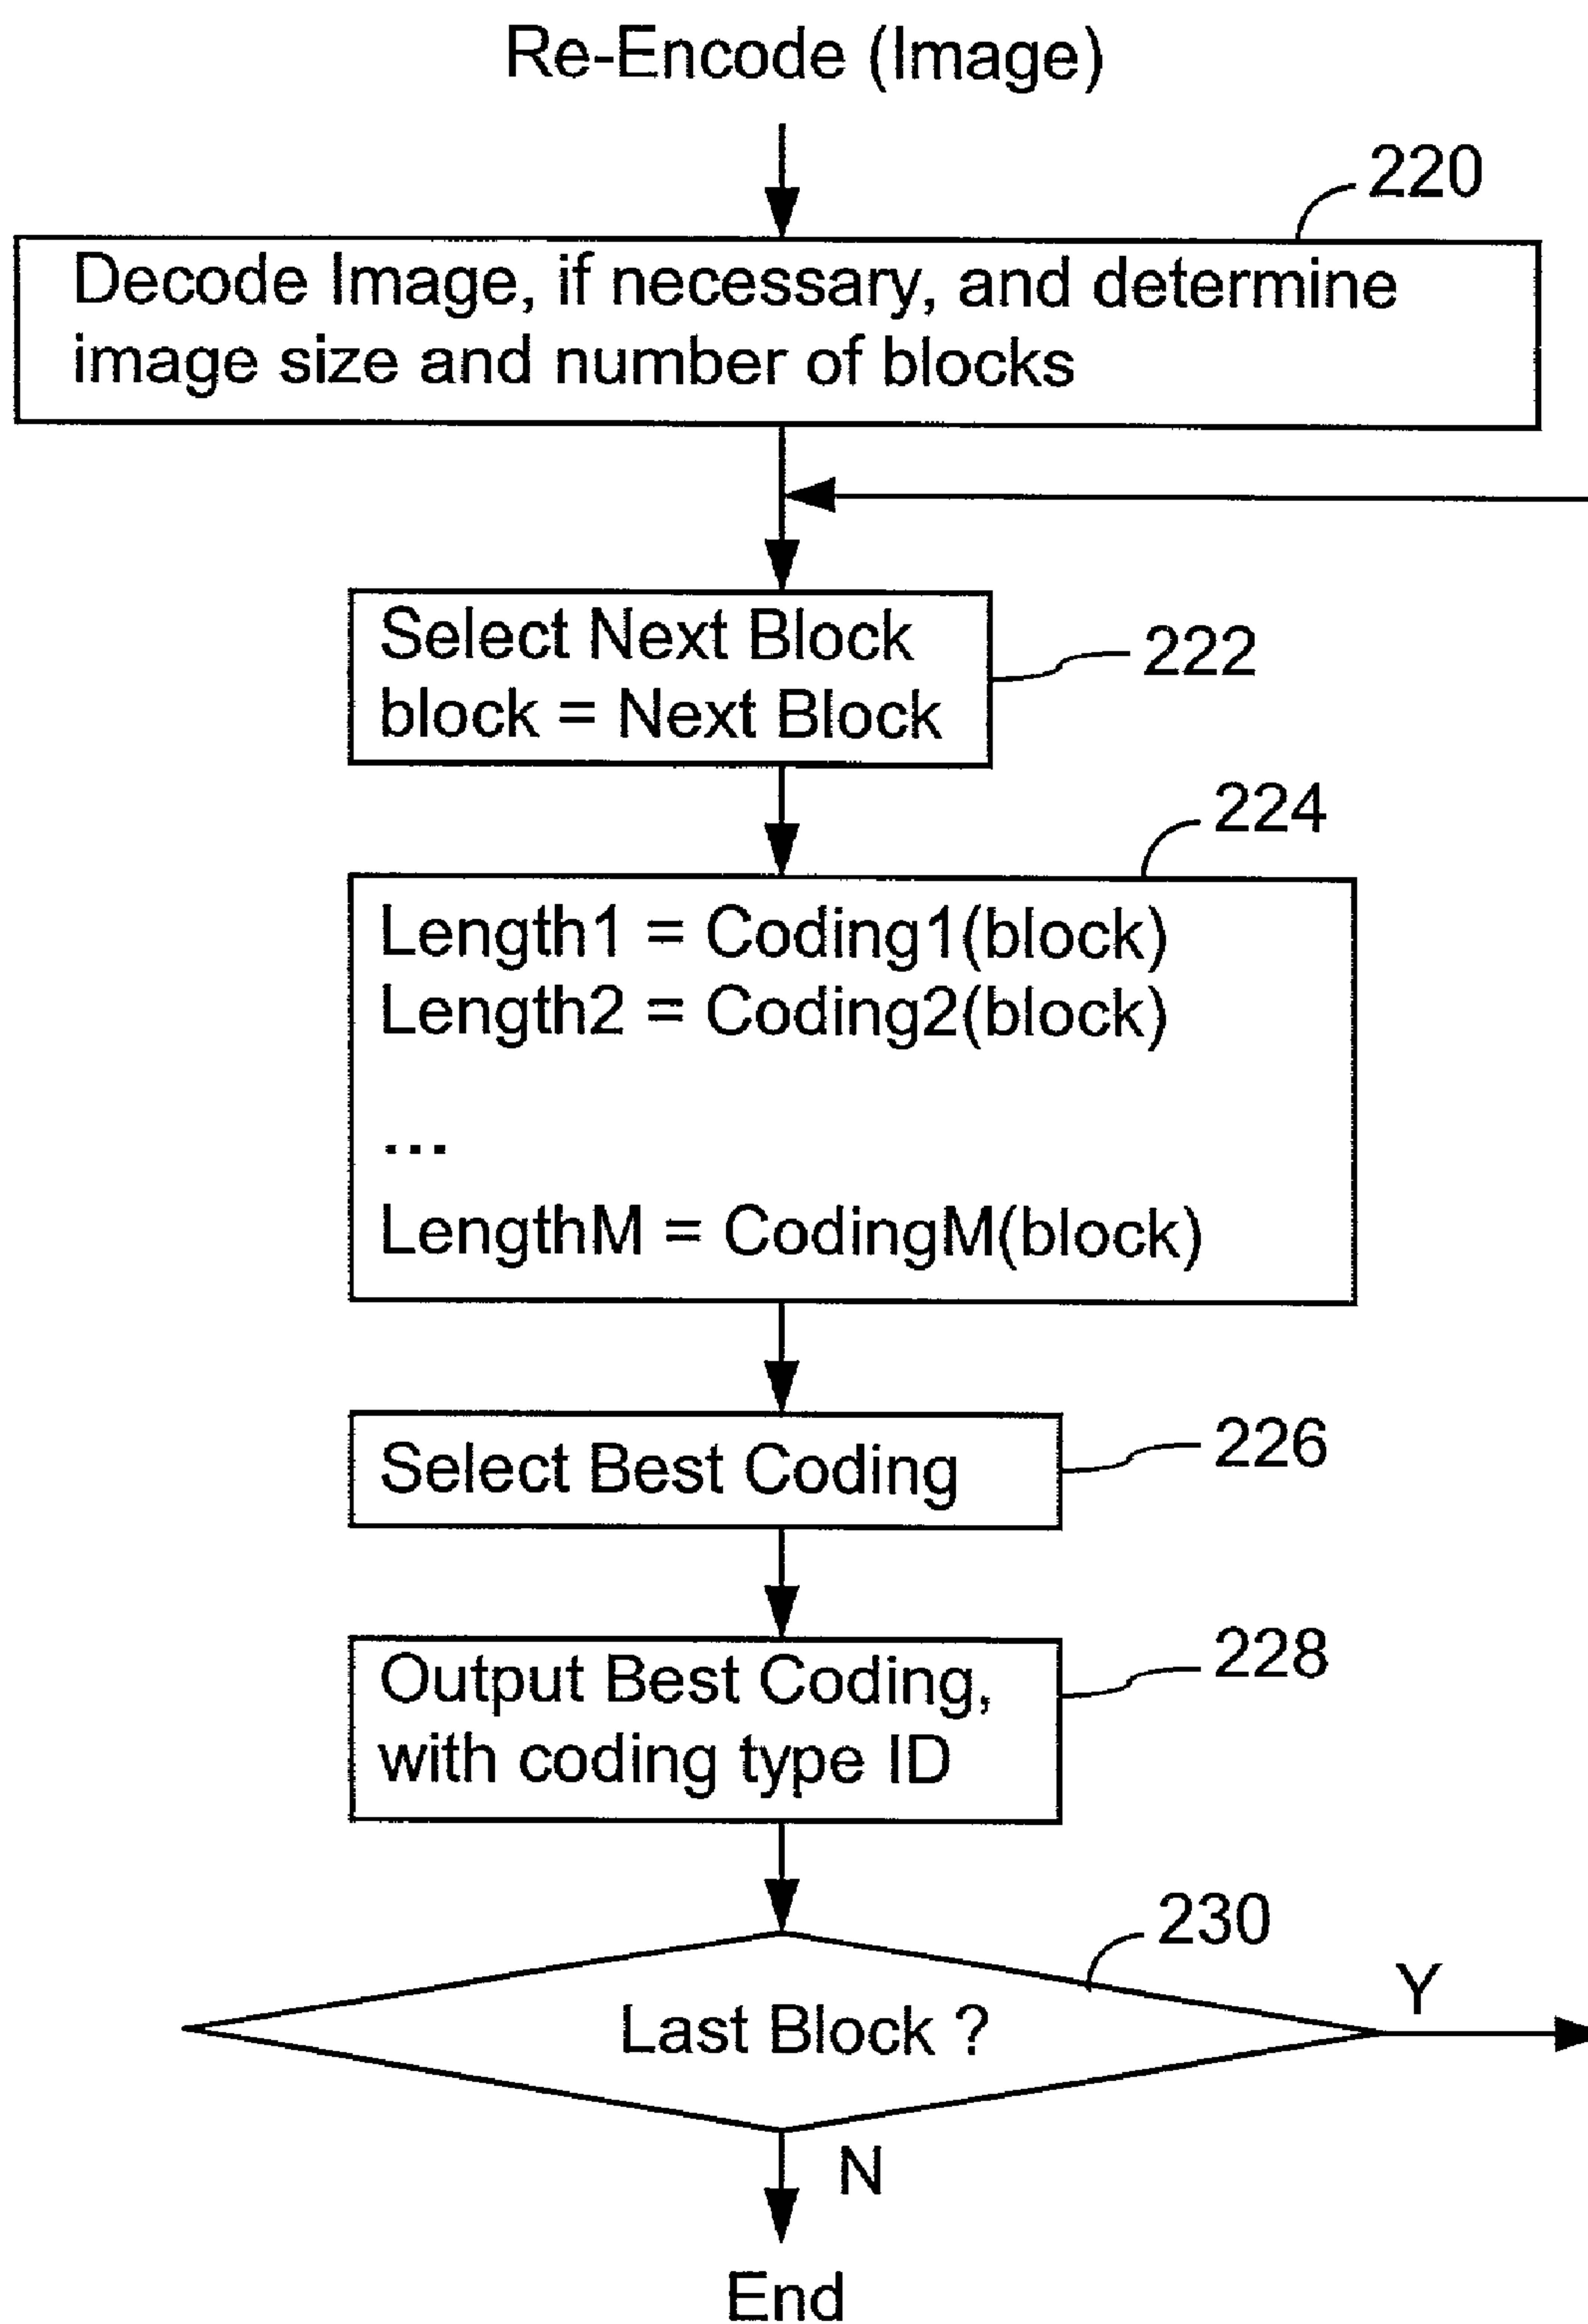 Re-Encode (Image)
220
Decode Image, if necessary, and determine
image size and number of blocks
Select Next Block
block = Next Block
222
224
Length1 = Coding1(block)
Length2 = Coding2(block)
...
LengthM = CodingM(block)
Select Best Coding
226
Output Best Coding,
with coding type ID
228
230
Last Block ?
Y
N
End